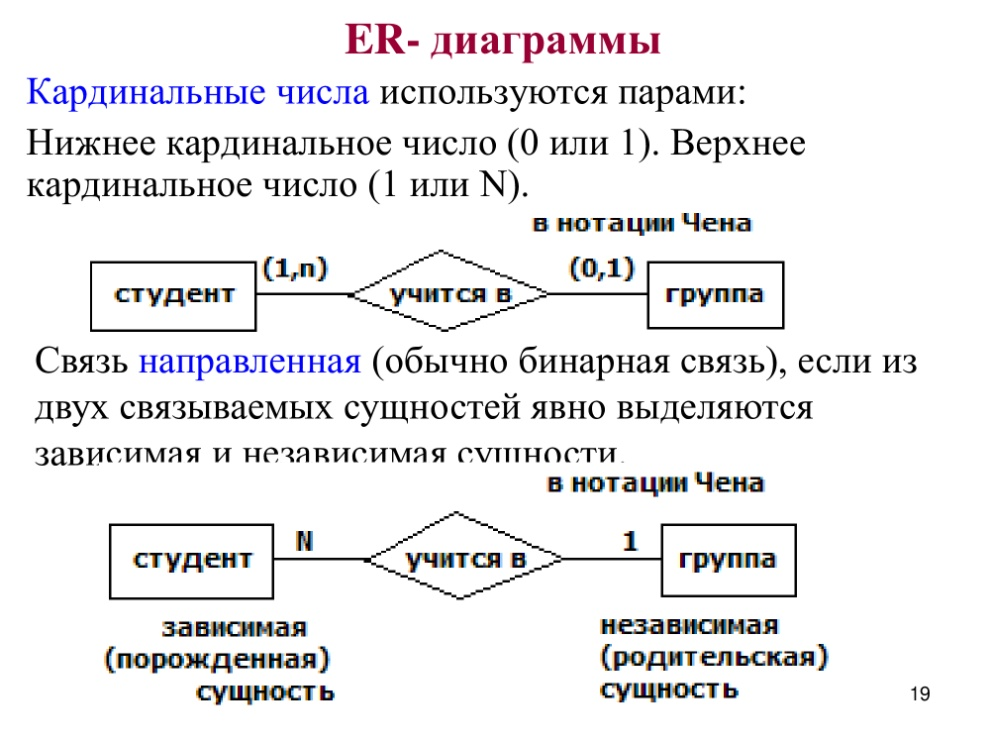 ER- диаграммы
Кардинальные числа используются парами:
Нижнее кардинальное число (0 или 1). Верхнее
кардинальное число (1 или N).
в нотации Чена
студент (1,n) учится в (0,1) группа
Связь направленная (обычно бинарная связь), если из
двух связываемых сущностей явно выделяются
зависимая и независимая сущности.
в нотации Чена
студент N учится в 1 группа
зависимая
(порожденная)
сущность
независимая
(родительская)
сущность
19